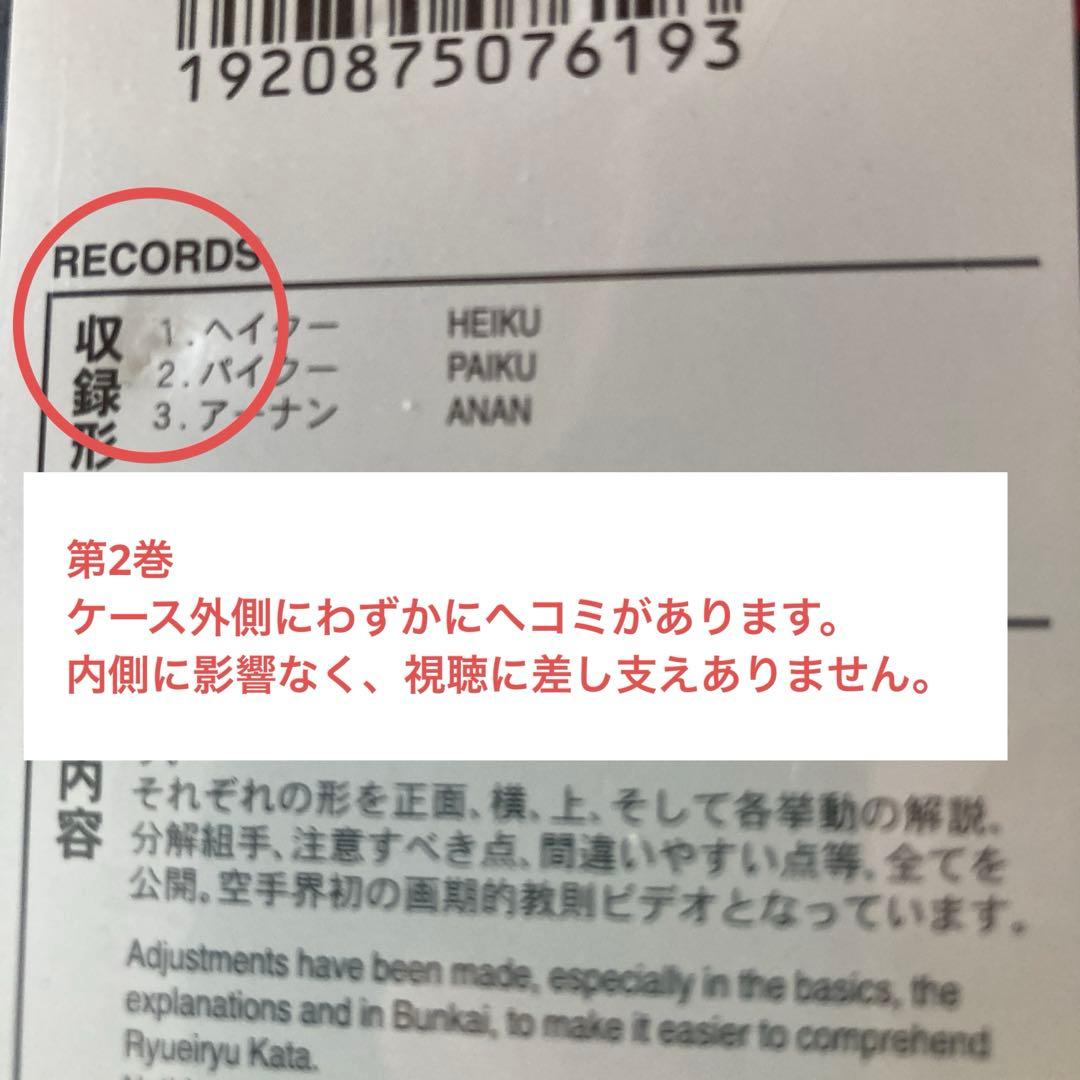 1920875076193
RECORDS
収録形
1.ヘイクー HEIKU
2.パイクー PAIKU
3.アーナン ANAN
第2巻
ケース外側にわずかにヘコミがあります。
内側に影響なく、視聴に差し支えありません。
内容
それぞれの形を正面、横、上、そして各挙動の解説。
分解組手、注意すべき点、間違いやすい点等、全てを
公開。空手界初の画期的教則ビデオとなっています。
Adjustments have been made, especially in the basics, the
explanations and in Bunkai, to make it easier to comprehend
Ryueiryu Kata.